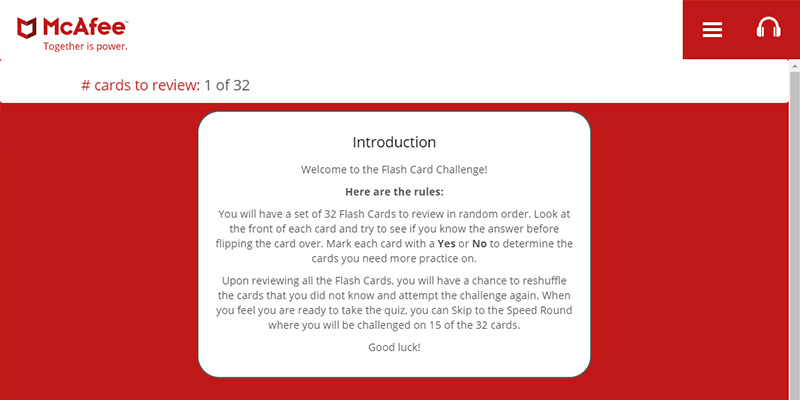 McAfee™
Together is power.
# cards to review: 1 of 32
Introduction
Welcome to the Flash Card Challenge!
Here are the rules:
You will have a set of 32 Flash Cards to review in random order. Look at
the front of each card and try to see if you know the answer before
flipping the card over. Mark each card with a Yes or No to determine the
cards you need more practice on.
Upon reviewing all the Flash Cards, you will have a chance to reshuffle
the cards that you did not know and attempt the challenge again. When
you feel you are ready to take the quiz, you can Skip to the Speed Round
where you will be challenged on 15 of the 32 cards.
Good luck!